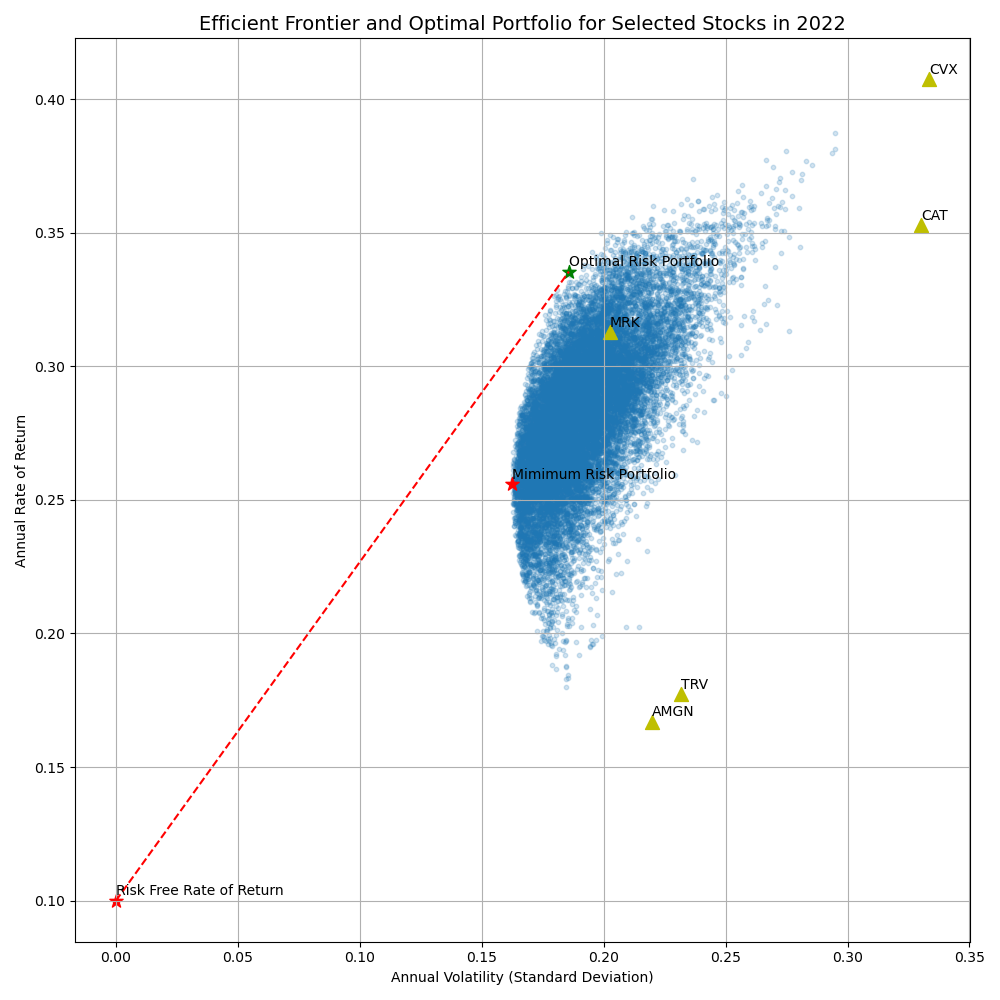 Efficient Frontier and Optimal Portfolio for Selected Stocks in 2022
CVX
0.40
CAT
0.35
Optimal Risk Portfolio
MRK
0.30
Mimimum Risk Portfolio
0.25
Annual Rate of Return
0.20
TRV
AMGN
0.15
Risk Free Rate of Return
0.10
0.00 0.05 0.10 0.15 0.20 0.25 0.30 0.35
Annual Volatility (Standard Deviation)